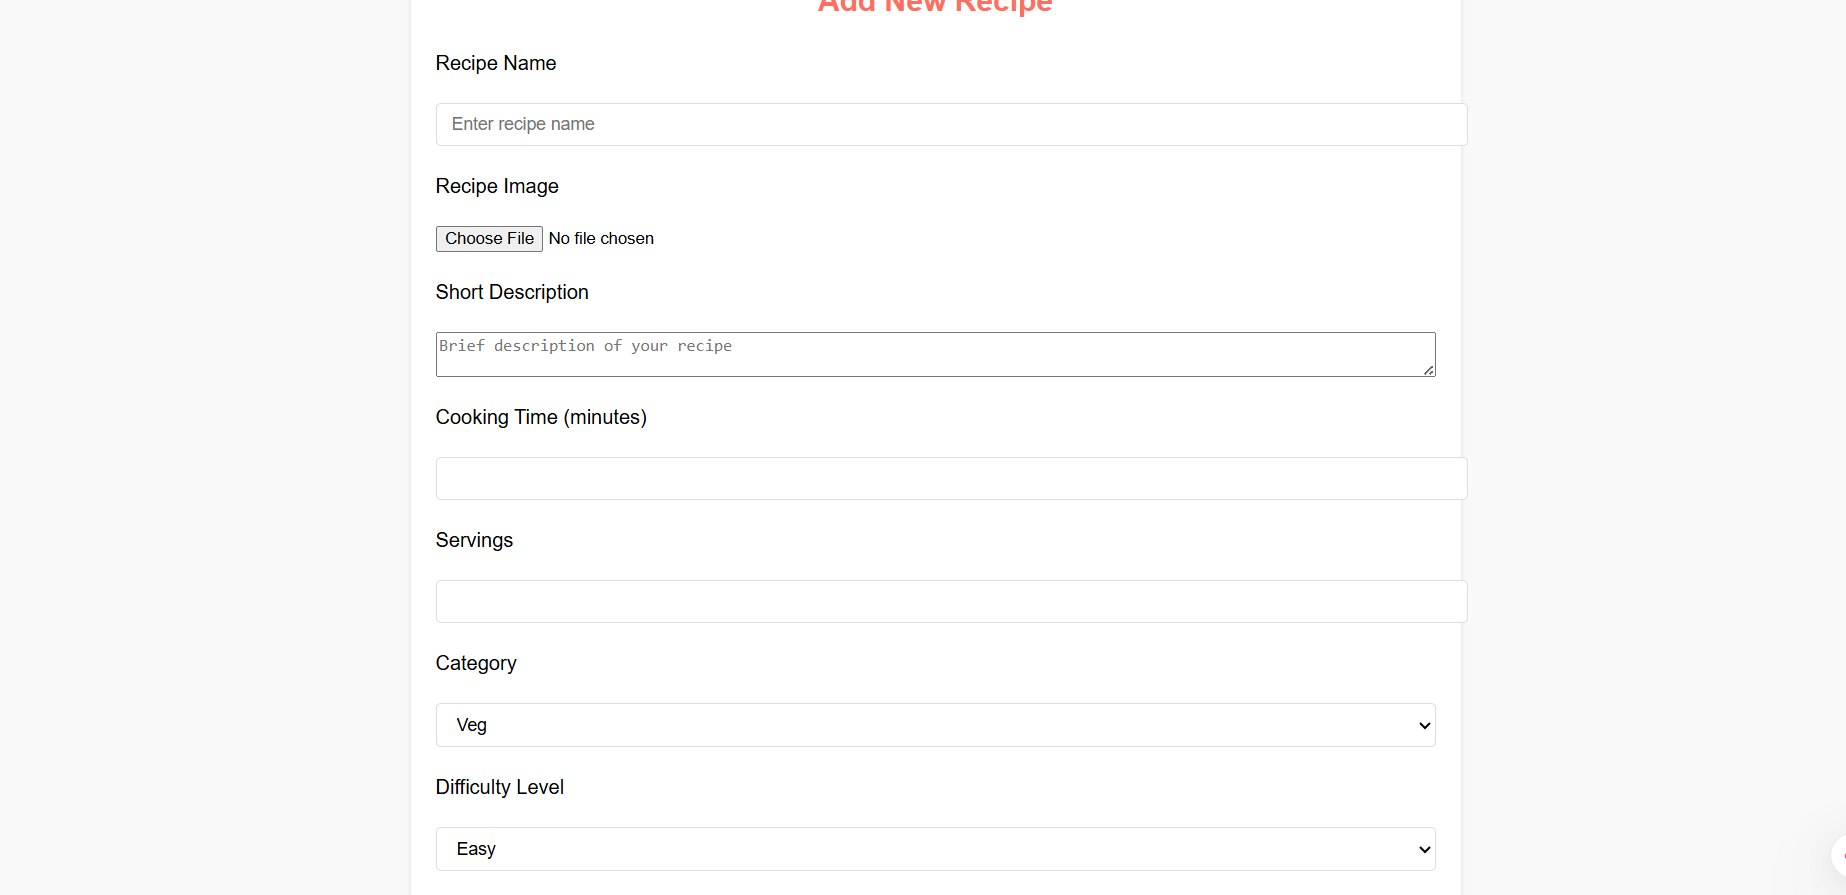 Add New Recipe
Recipe Name
Enter recipe name
Recipe Image
Choose File No file chosen
Short Description
Brief description of your recipe
Cooking Time (minutes)
Servings
Category
Veg
Difficulty Level
Easy